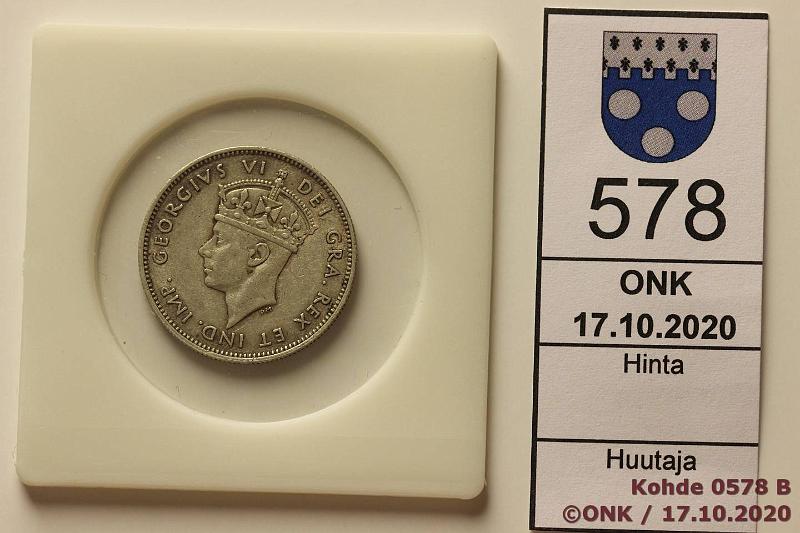 GEORGIVS VI DEI GRA. REX ET IND. IMP.
PM
578
ONK
17.10.2020
Hinta
Huutaja
Kohde 0578 B
©ONK / 17.10.2020